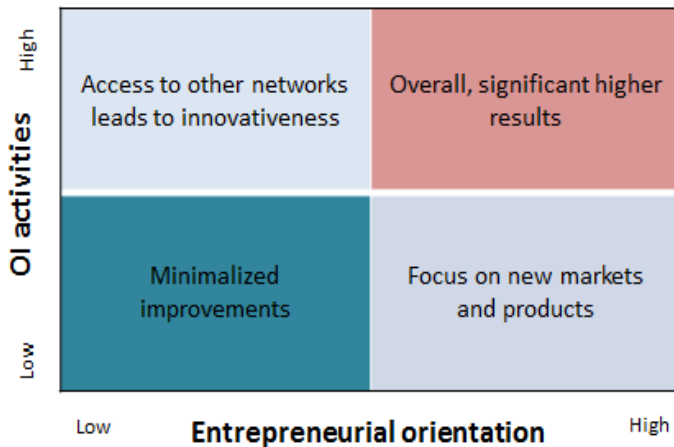 High
Access to other networks
leads to innovativeness
Overall, significant higher
results
OI activities
Minimalized
improvements
Focus on new markets
and products
Low
Low
Entrepreneurial orientation
High